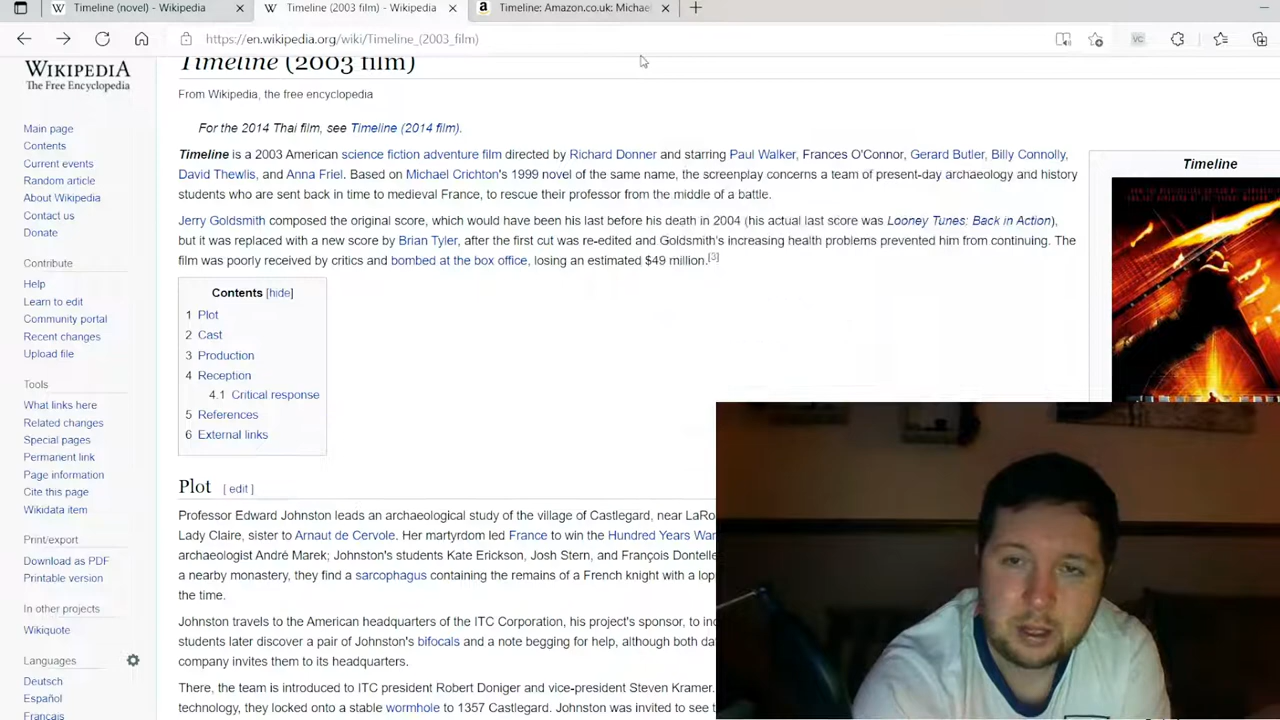 Timeline (novel) - Wikipedia
Timeline (2003 film) - Wikipedia
Timeline: Amazon.co.uk: Michael
https://en.wikipedia.org/wiki/Timeline_(2003_film)
WIKIPEDIA
The Free Encyclopedia
Main page
Contents
Current events
Random article
About Wikipedia
Contact us
Donate
Contribute
Help
Learn to edit
Community portal
Recent changes
Upload file
Tools
What links here
Related changes
Special pages
Permanent link
Page information
Cite this page
Wikidata item
Print/export
Download as PDF
Printable version
In other projects
Wikiquote
Languages
Deutsch
Español
Français
Timeline (2003 film)
From Wikipedia, the free encyclopedia
For the 2014 Thai film, see Timeline (2014 film).
Timeline is a 2003 American science fiction adventure film directed by Richard Donner and starring Paul Walker, Frances O'Connor, Gerard Butler, Billy Connolly,
David Thewlis, and Anna Friel. Based on Michael Crichton's 1999 novel of the same name, the screenplay concerns a team of present-day archaeology and history
students who are sent back in time to medieval France, to rescue their professor from the middle of a battle.
Jerry Goldsmith composed the original score, which would have been his last before his death in 2004 (his actual last score was Looney Tunes: Back in Action),
but it was replaced with a new score by Brian Tyler, after the first cut was re-edited and Goldsmith's increasing health problems prevented him from continuing. The
film was poorly received by critics and bombed at the box office, losing an estimated $49 million.[3]
Contents [hide]
1 Plot
2 Cast
3 Production
4 Reception
4.1 Critical response
5 References
6 External links
Timeline
Plot [ edit ]
Professor Edward Johnston leads an archaeological study of the village of Castlegard, near LaRo
Lady Claire, sister to Arnaut de Cervole. Her martyrdom led France to win the Hundred Years War
archaeologist André Marek; Johnston's students Kate Erickson, Josh Stern, and François Dontelle
a nearby monastery, they find a sarcophagus containing the remains of a French knight with a lop
the time.
Johnston travels to the American headquarters of the ITC Corporation, his project's sponsor, to inq
students later discover a pair of Johnston's bifocals and a note begging for help, although both da
company invites them to its headquarters.
There, the team is introduced to ITC president Robert Doniger and vice-president Steven Kramer.
technology, they locked onto a stable wormhole to 1357 Castlegard. Johnston was invited to see t